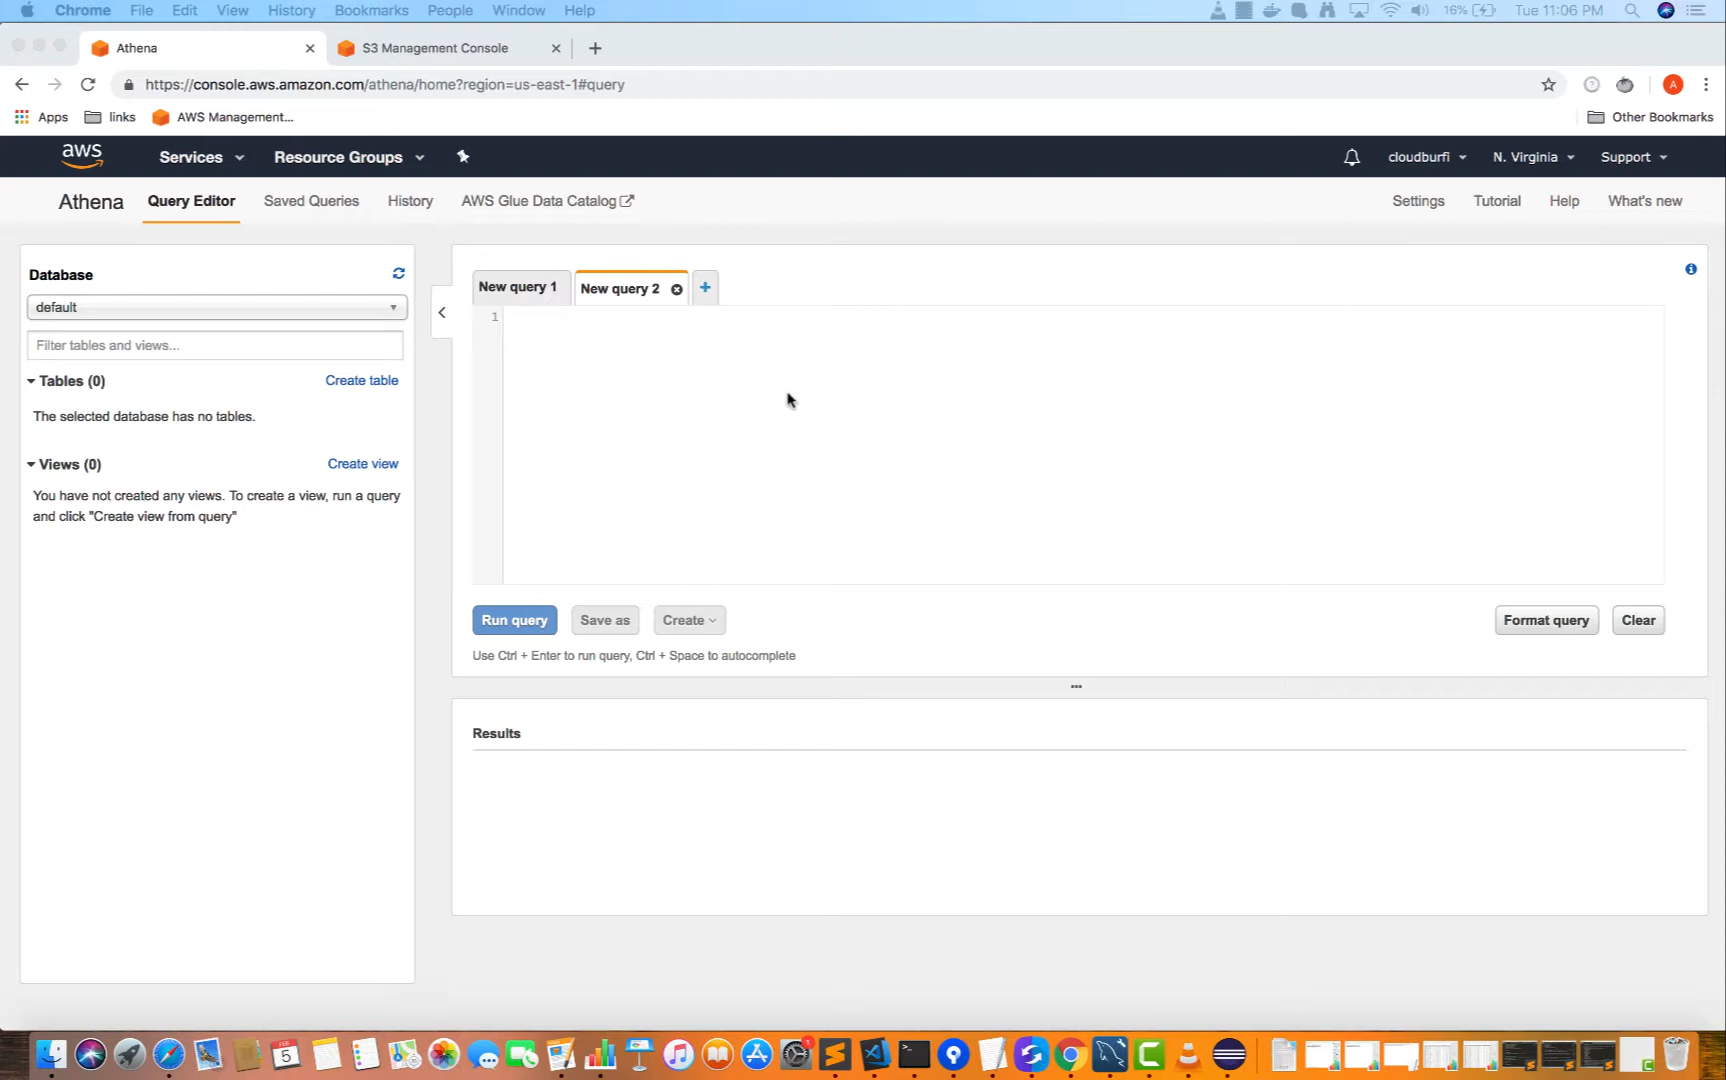 Chrome File Edit View History Bookmarks People Window Help 16% Tue 11:06 PM
Athena S3 Management Console
https://console.aws.amazon.com/athena/home?region=us-east-1#query A
Apps links AWS Management... Other Bookmarks
aws Services Resource Groups cloudburfi N. Virginia Support
Athena Query Editor Saved Queries History AWS Glue Data Catalog Settings Tutorial Help What's new
Database
default
Filter tables and views...
Tables (0) Create table
The selected database has no tables.
Views (0) Create view
You have not created any views. To create a view, run a query
and click "Create view from query"
New query 1 New query 2 +
1
Run query Save as Create Format query Clear
Use Ctrl + Enter to run query, Ctrl + Space to autocomplete
Results
FEB
5
1